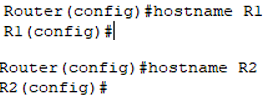 Router(config)#hostname R1
R1(config)#
Router(config)#hostname R2
R2(config)#